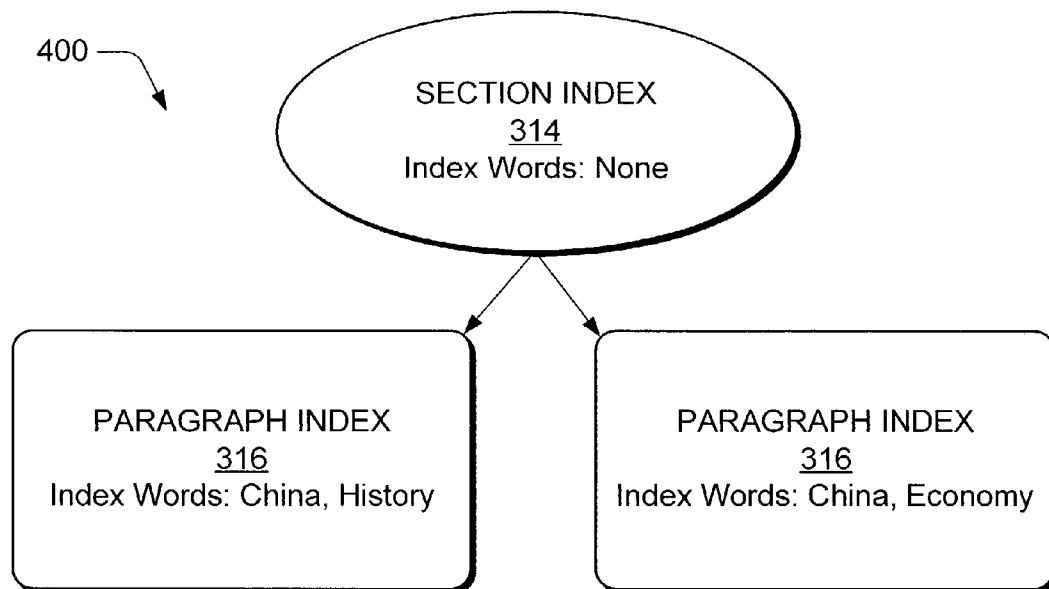 400
SECTION INDEX
314
Index Words: None
PARAGRAPH INDEX
316
Index Words: China, History
PARAGRAPH INDEX
316
Index Words: China, Economy